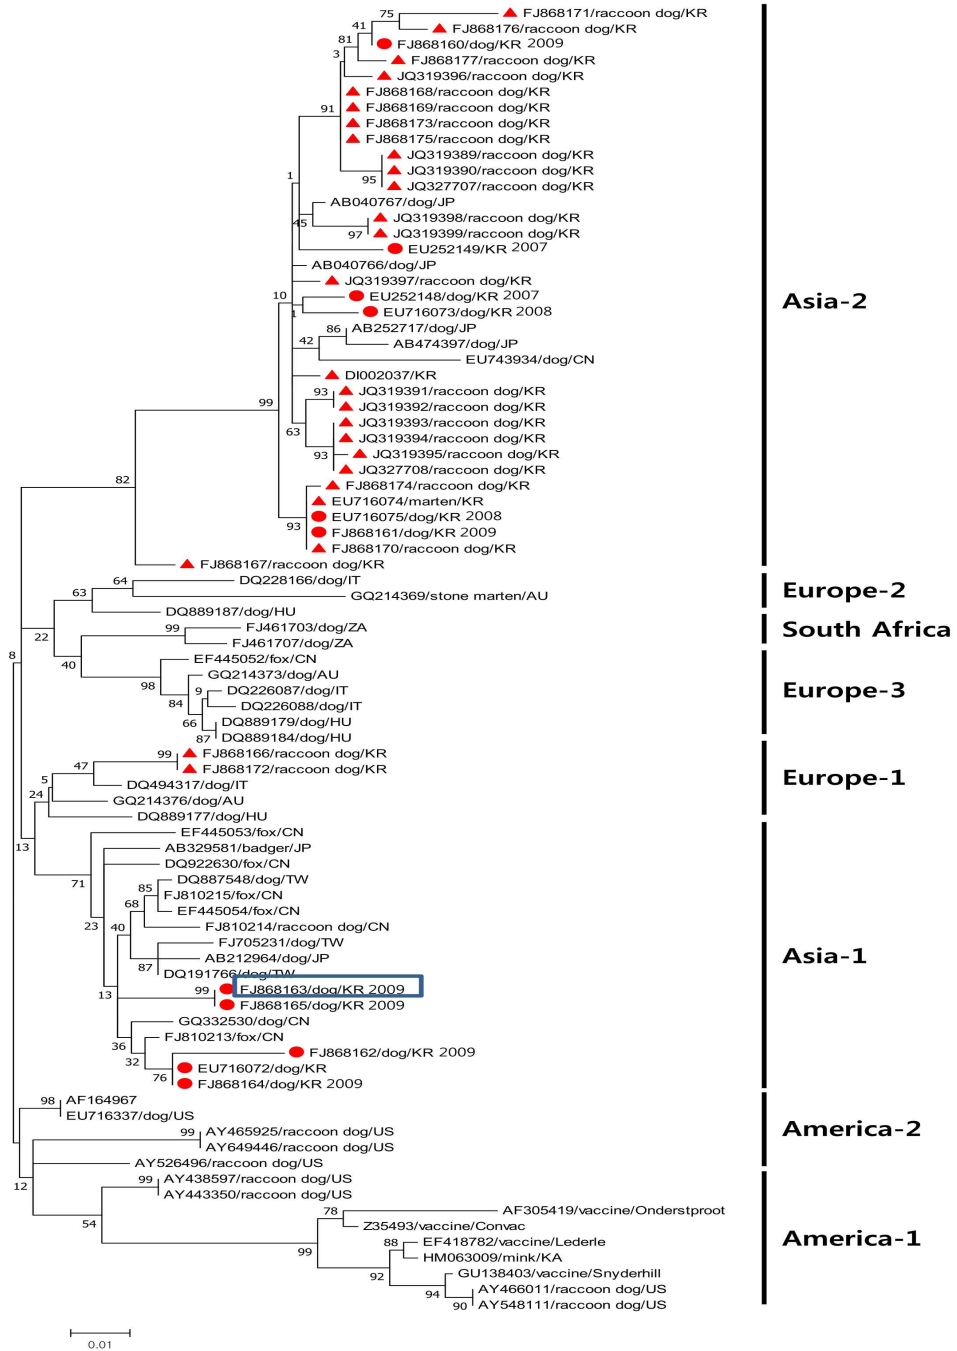 75
FJ868171/raccoon dog/KR
41
FJ868176/raccoon dog/KR
81
FJ868160/dog/KR 2009
3
FJ868177/raccoon dog/KR
JQ319396/raccoon dog/KR
FJ868168/raccoon dog/KR
91
FJ868169/raccoon dog/KR
FJ868173/raccoon dog/KR
FJ868175/raccoon dog/KR
JQ319389/raccoon dog/KR
JQ319390/raccoon dog/KR
95
JQ327707/raccoon dog/KR
1
AB040767/dog/JP
45
JQ319398/raccoon dog/KR
97
JQ319399/raccoon dog/KR
EU252149/KR 2007
AB040766/dog/JP
JQ319397/raccoon dog/KR
10
EU252148/dog/KR 2007
1
EU716073/dog/KR 2008
Asia-2
86
AB252717/dog/JP
42
AB474397/dog/JP
EU743934/dog/CN
DI002037/KR
93
JQ319391/raccoon dog/KR
99
JQ319392/raccoon dog/KR
63
JQ319393/raccoon dog/KR
JQ319394/raccoon dog/KR
93
JQ319395/raccoon dog/KR
JQ327708/raccoon dog/KR
82
FJ868174/raccoon dog/KR
EU716074/marten/KR
EU716075/dog/KR 2008
93
FJ868161/dog/KR 2009
FJ868170/raccoon dog/KR
FJ868167/raccoon dog/KR
64
DQ228166/dog/IT
63
GQ214369/stone marten/AU
Europe-2
DQ889187/dog/HU
22
99
FJ461703/dog/ZA
South Africa
FJ461707/dog/ZA
8
40
EF445052/fox/CN
98
GQ214373/dog/AU
9
DQ226087/dog/IT
Europe-3
84
DQ226088/dog/IT
66
DQ889179/dog/HU
87
DQ889184/dog/HU
99
FJ868166/raccoon dog/KR
47
FJ868172/raccoon dog/KR
5
DQ494317/dog/IT
Europe-1
24
GQ214376/dog/AU
DQ889177/dog/HU
13
EF445053/fox/CN
AB329581/badger/JP
71
DQ922630/fox/CN
85
DQ887548/dog/TW
FJ810215/fox/CN
68
EF445054/fox/CN
23
40
FJ810214/raccoon dog/CN
FJ705231/dog/TW
AB212964/dog/JP
Asia-1
87
DQ191766/dog/TW
13
99
FJ868163/dog/KR 2009
FJ868165/dog/KR 2009
GQ332530/dog/CN
36
FJ810213/fox/CN
32
FJ868162/dog/KR 2009
76
EU716072/dog/KR
FJ868164/dog/KR 2009
98
AF164967
EU716337/dog/US
99
AY465925/raccoon dog/US
America-2
AY649446/raccoon dog/US
AY526496/raccoon dog/US
12
99
AY438597/raccoon dog/US
AY443350/raccoon dog/US
54
78
AF305419/vaccine/Onderstproot
Z35493/vaccine/Convac
99
88
EF418782/vaccine/Lederle
America-1
HM063009/mink/KA
92
GU138403/vaccine/Snyderhill
94
AY466011/raccoon dog/US
90
AY548111/raccoon dog/US
0.01